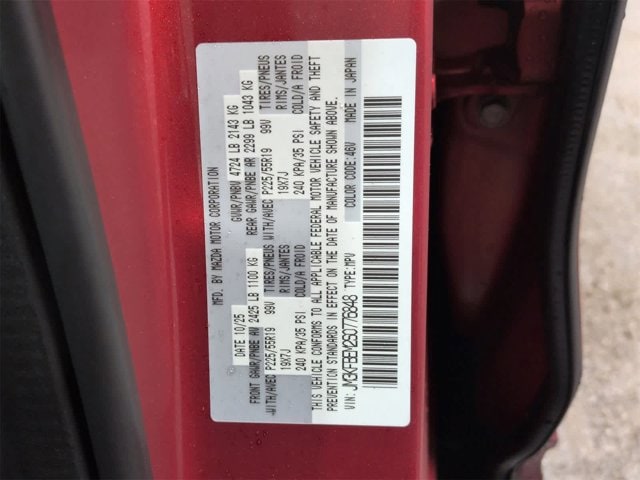 MFD. BY MAZDA MOTOR CORPORATION
DATE 10/25 GVWR/PNBV 4724 LB 2143 KG
FRONT GAWR/PNBE AV 2425 LB 1100 KG REAR GAWR/PNBE AR 2299 LB 1043 KG
WITH/AVEC P225/55R19 99V TIRES/PNEUS WITH/AVEC P225/55R19 99V TIRES/PNEUS
19X7J RIMS/JANTES 19X7J RIMS/JANTES
240 KPA/35 PSI COLD/A FROID 240 KPA/35 PSI COLD/A FROID
THIS VEHICLE CONFORMS TO ALL APPLICABLE FEDERAL MOTOR VEHICLE SAFETY AND THEFT
PREVENTION STANDARDS IN EFFECT ON THE DATE OF MANUFACTURE SHOWN ABOVE.
COLOR CODE:46V MADE IN JAPAN
VIN: TYPE:MPV